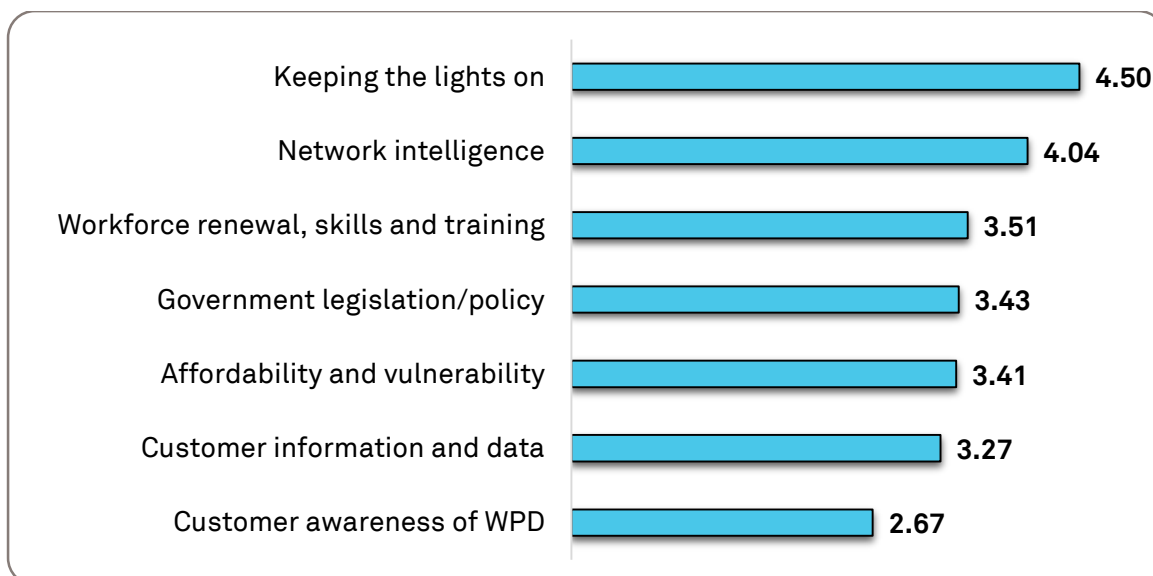 Keeping the lights on 4.50
Network intelligence 4.04
Workforce renewal, skills and training 3.51
Government legislation/policy 3.43
Affordability and vulnerability 3.41
Customer information and data 3.27
Customer awareness of WPD 2.67